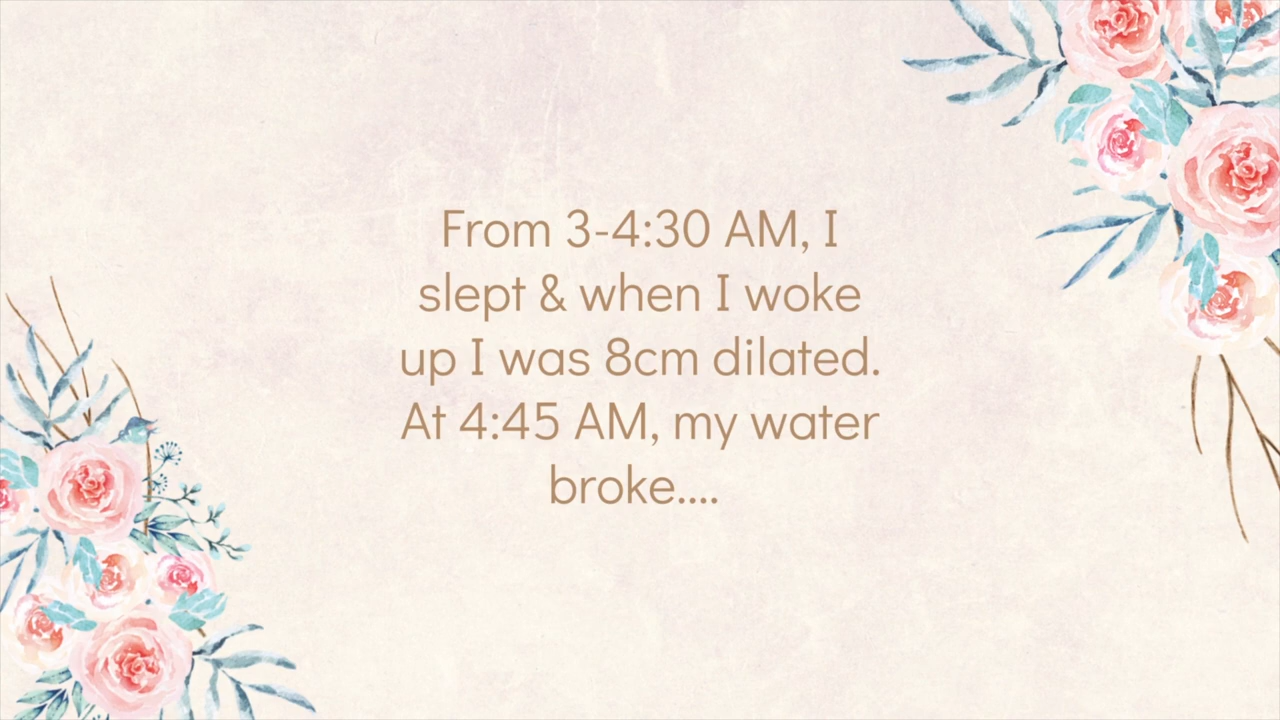 From 3-4:30 AM, I
slept & when I woke
up I was 8cm dilated.
At 4:45 AM, my water
broke....